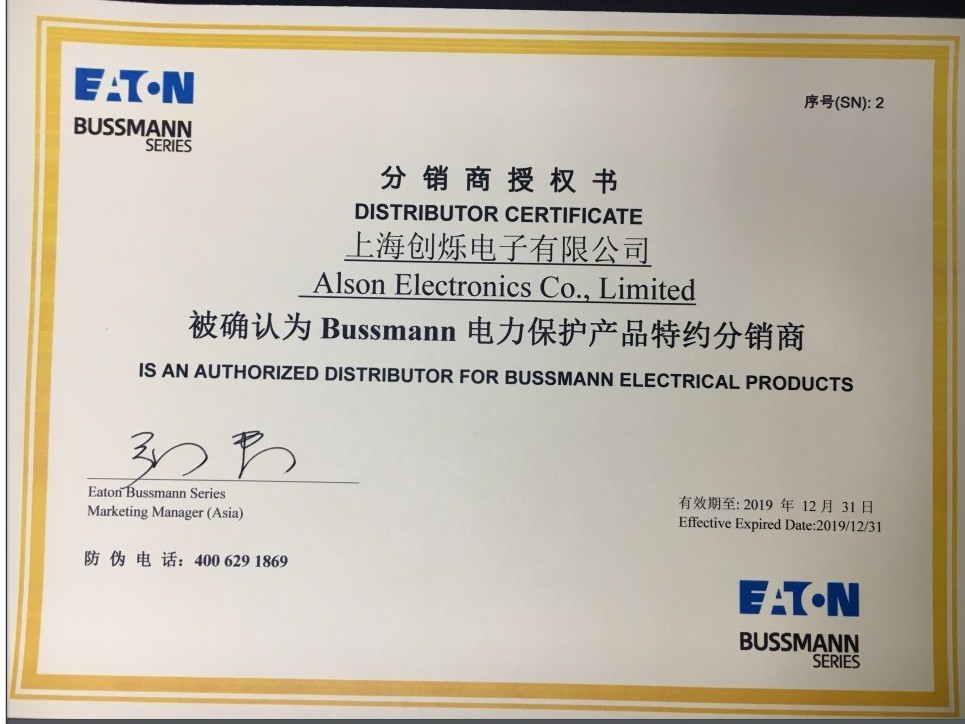 EATON
BUSSMANN
SERIES
序号(SN): 2
分 销 商 授 权 书
DISTRIBUTOR CERTIFICATE
上海创烁电子有限公司
Alson Electronics Co., Limited
被确认为 Bussmann 电力保护产品特约分销商
IS AN AUTHORIZED DISTRIBUTOR FOR BUSSMANN ELECTRICAL PRODUCTS
Eaton Bussmann Series
Marketing Manager (Asia)
有效期至: 2019 年 12 月 31 日
Effective Expired Date:2019/12/31
防 伪 电 话：400 629 1869
EATON
BUSSMANN
SERIES